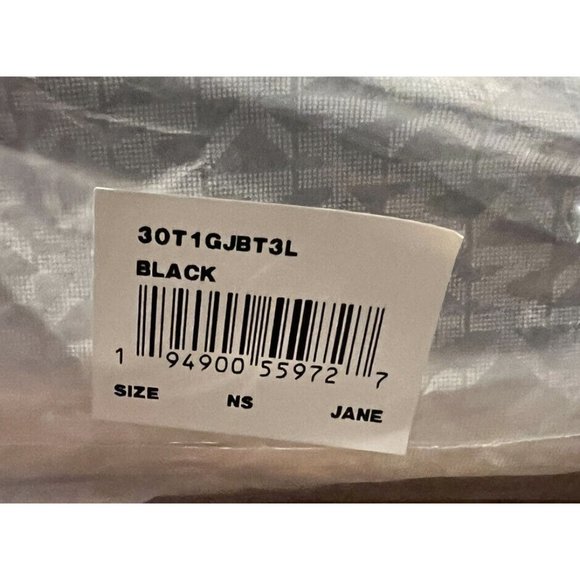 30T1GJBT3L
BLACK
1 94900 55972 7
SIZE NS JANE